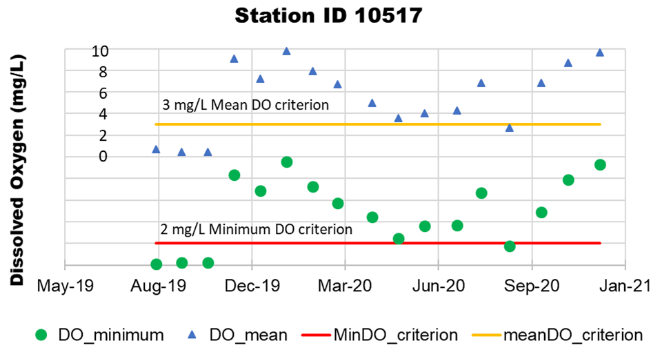 Station ID 10517
Dissolved Oxygen (mg/L)
10
8
6
4
2
0
3 mg/L Mean DO criterion
2 mg/L Minimum DO criterion
May-19 Aug-19 Dec-19 Mar-20 Jun-20 Sep-20 Jan-21
DO_minimum DO_mean MinDO_criterion meanDO_criterion